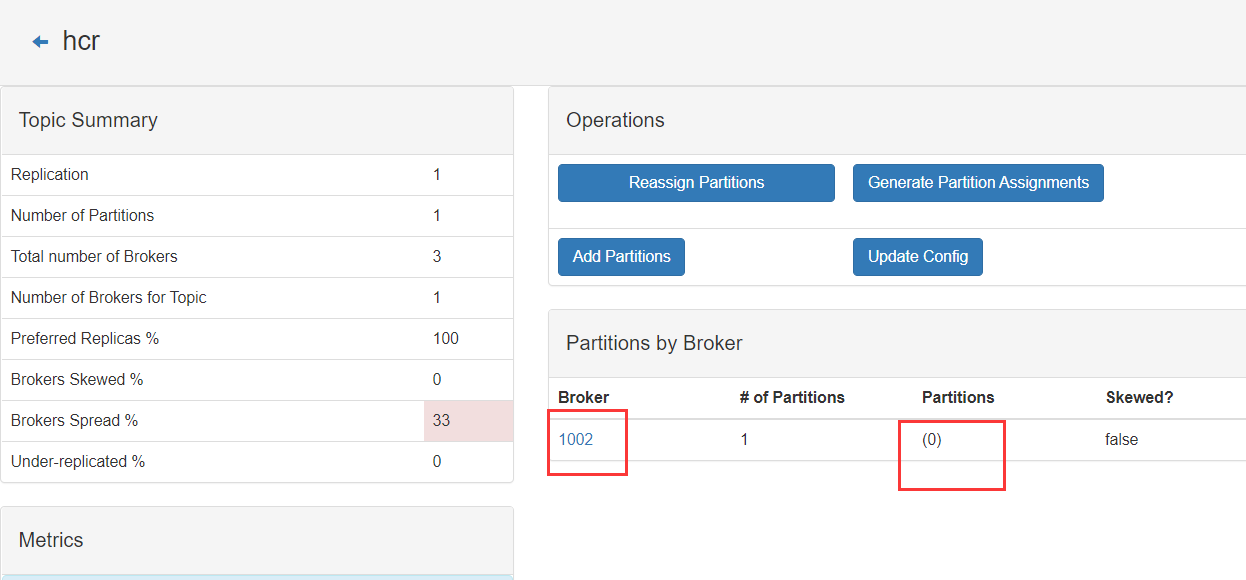 hcr
Topic Summary
Replication 1
Number of Partitions 1
Total number of Brokers 3
Number of Brokers for Topic 1
Preferred Replicas % 100
Brokers Skewed % 0
Brokers Spread % 33
Under-replicated % 0
Metrics
Operations
Reassign Partitions Generate Partition Assignments
Add Partitions Update Config
Partitions by Broker
Broker # of Partitions Partitions Skewed?
1002 1 (0) false